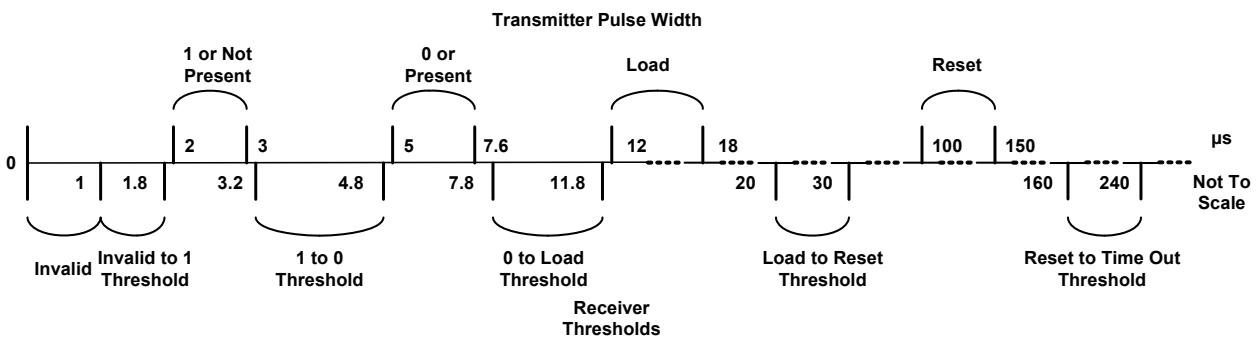 Transmitter Pulse Width
1 or Not
Present
0 or
Present
Load
Reset
2 3 5 7.6 12 18 100 150 µs
0
1 1.8 3.2 4.8 7.8 11.8 20 30 160 240 Not To
Scale
Invalid
Invalid to 1
Threshold
1 to 0
Threshold
0 to Load
Threshold
Load to Reset
Threshold
Reset to Time Out
Threshold
Receiver
Thresholds